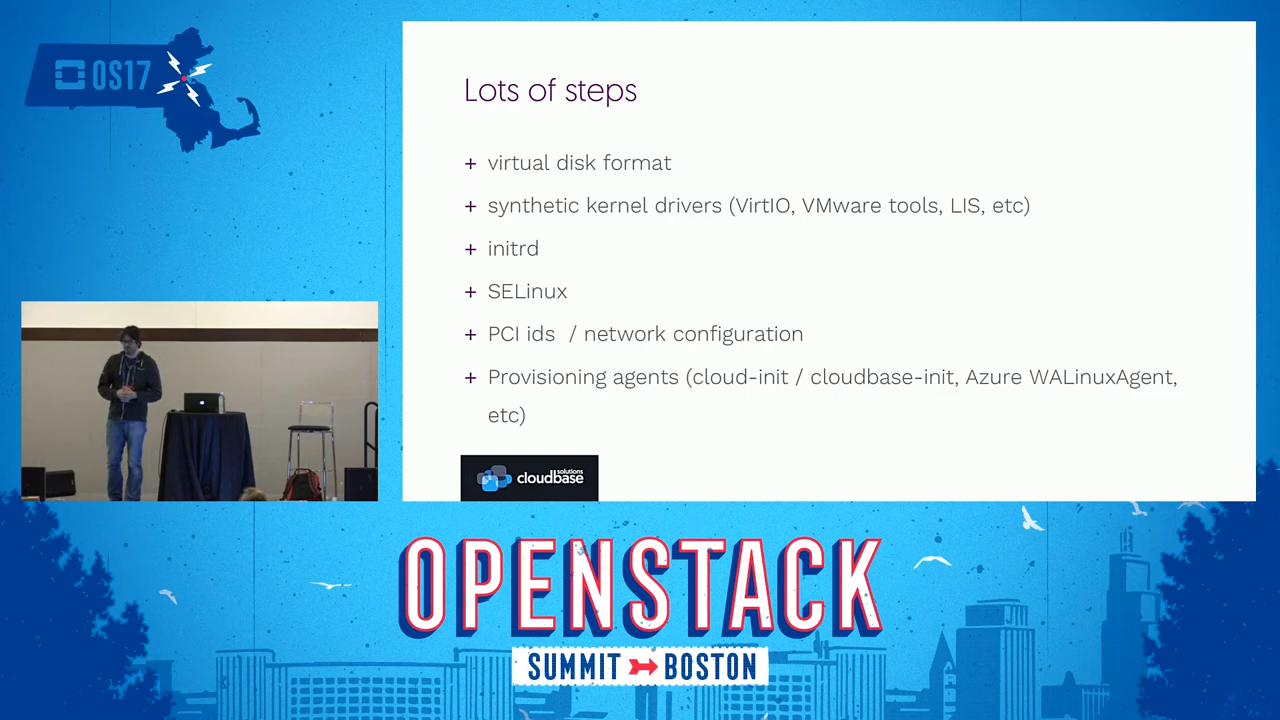 OS17
Lots of steps
+ virtual disk format
+ synthetic kernel drivers (VirtIO, VMware tools, LIS, etc)
+ initrd
+ SELinux
+ PCI ids / network configuration
+ Provisioning agents (cloud-init / cloudbase-init, Azure WALinuxAgent,
etc)
cloudbase solutions
OPENSTACK
SUMMIT BOSTON